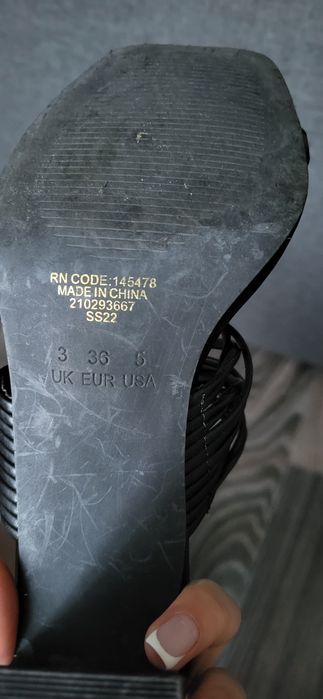 RN CODE:145478
MADE IN CHINA
210293667
SS22
3 36 5
UK EUR USA